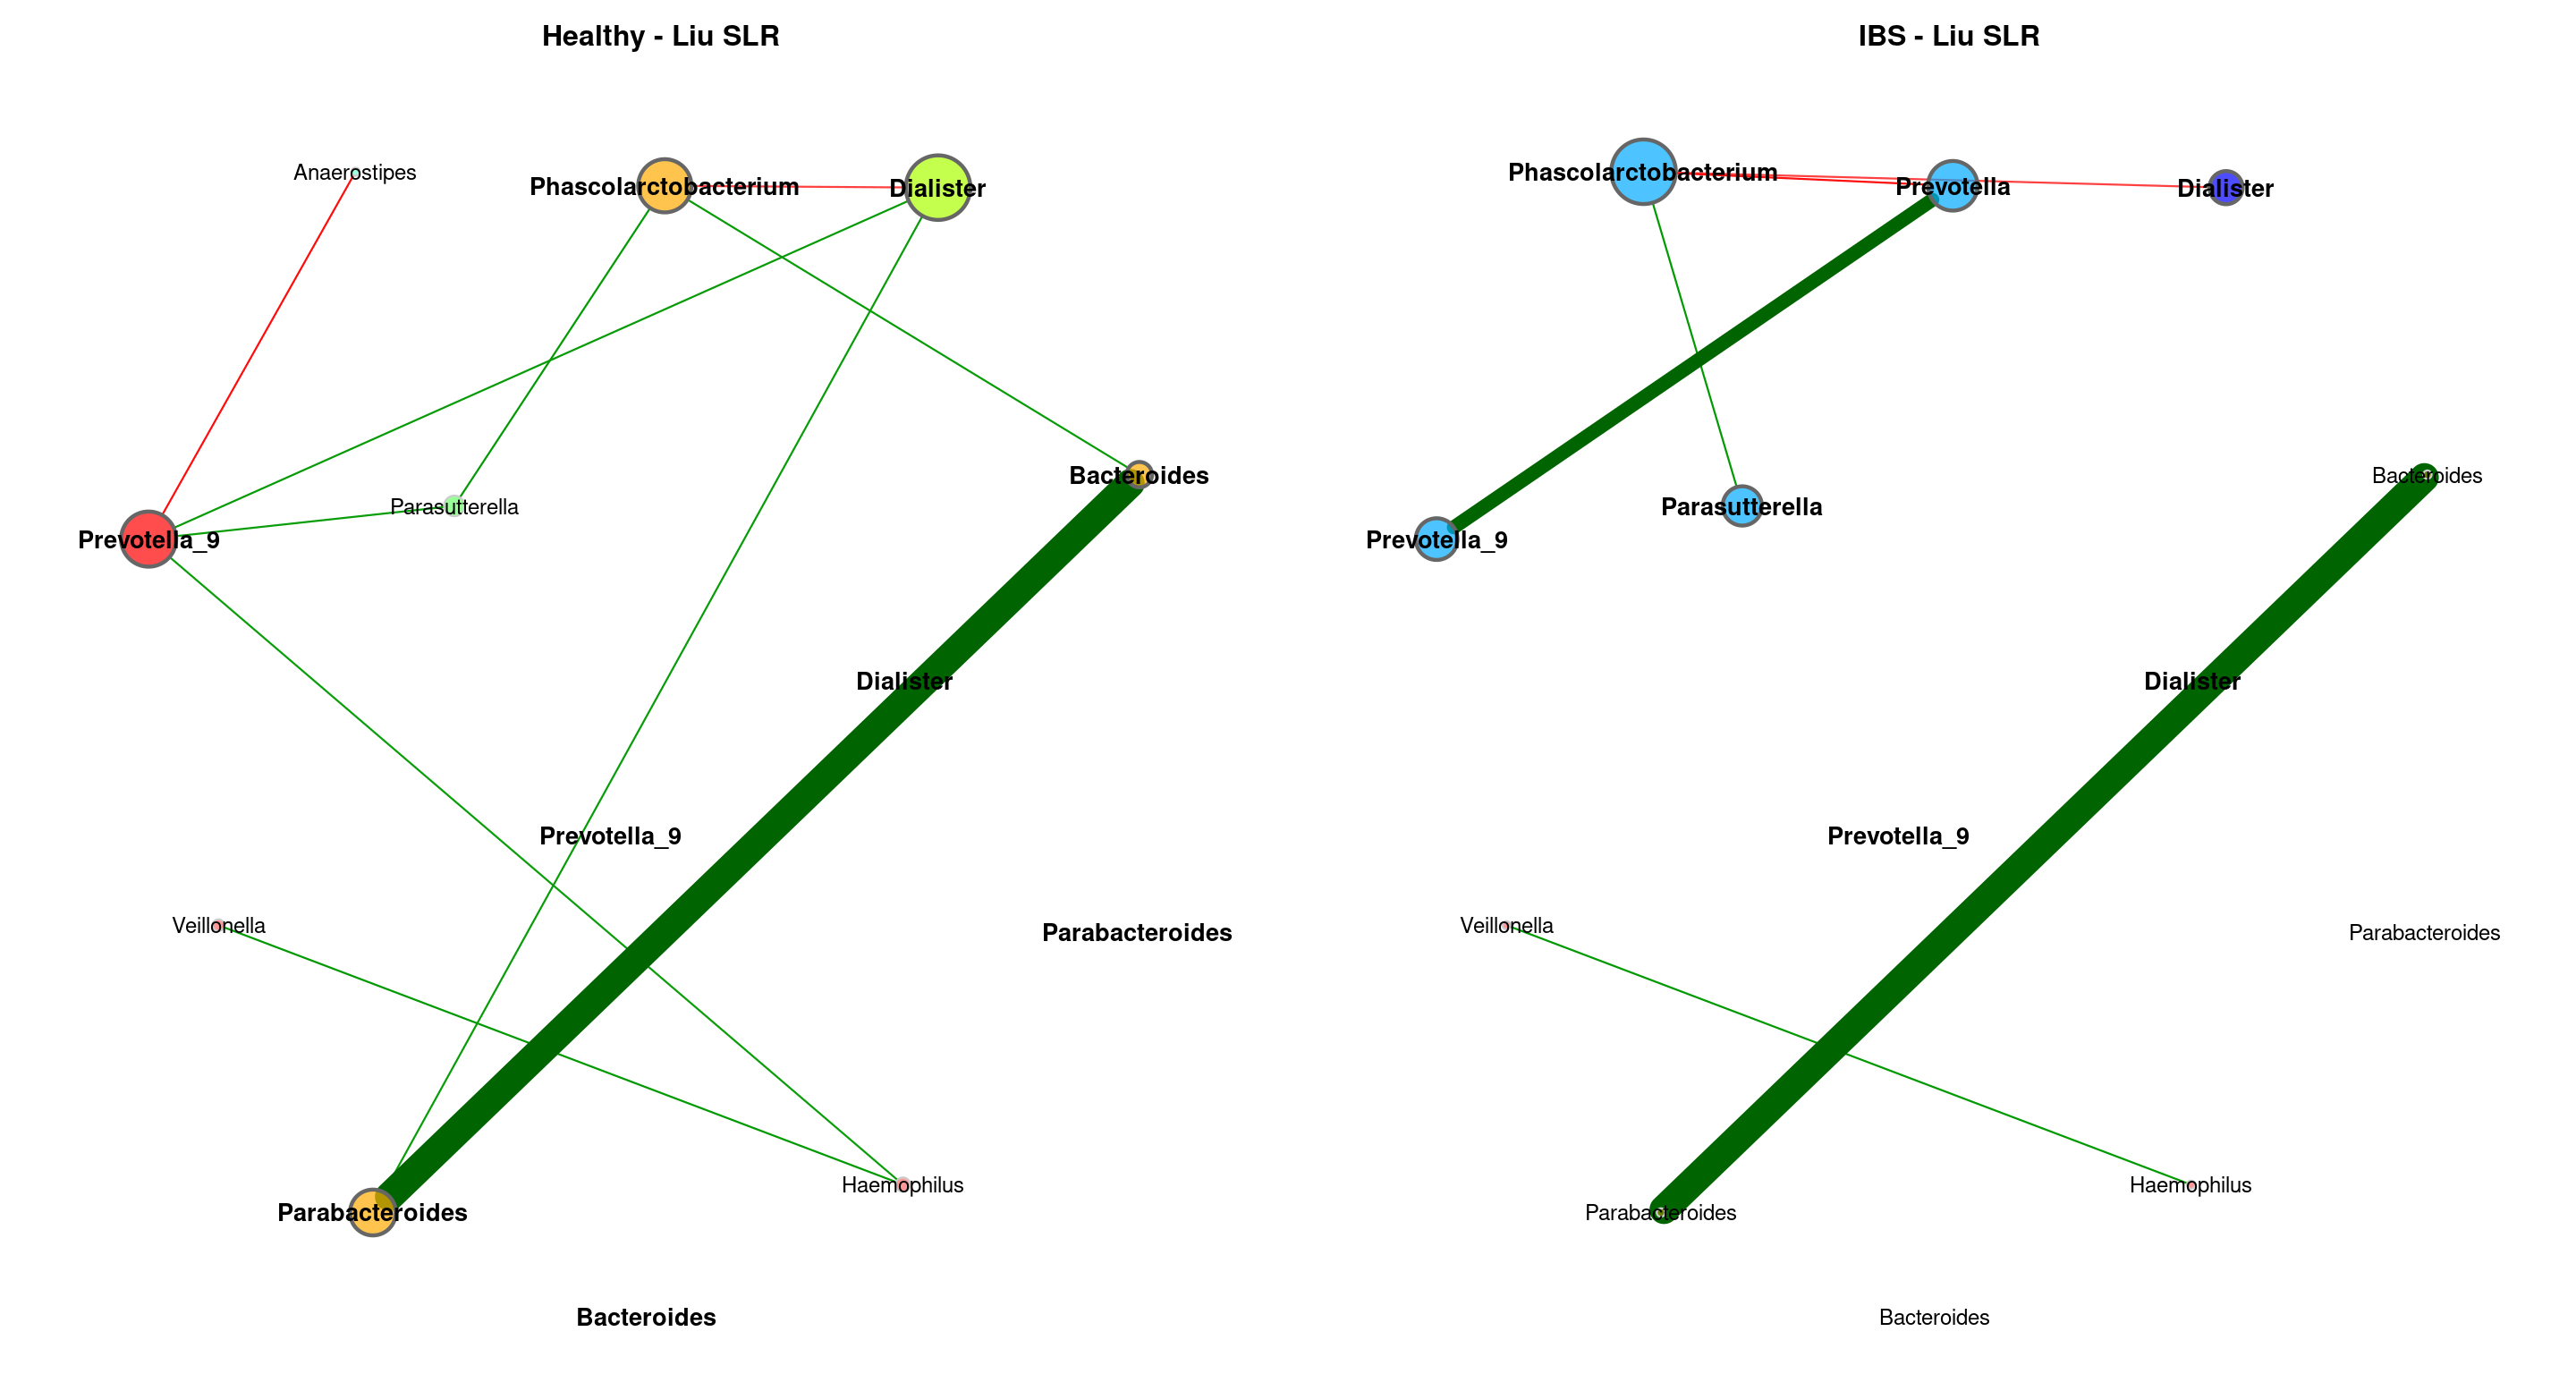 Healthy - Liu SLR
Anaerostipes
Phascolarctobacterium
Dialister
Bacteroides
Parasutterella
Prevotella_9
Dialister
Prevotella_9
Veillonella
Parabacteroides
Haemophilus
Parabacteroides
Bacteroides
IBS - Liu SLR
Phascolarctobacterium
Prevotella
Dialister
Bacteroides
Parasutterella
Prevotella_9
Dialister
Prevotella_9
Veillonella
Parabacteroides
Haemophilus
Parabacteroides
Bacteroides